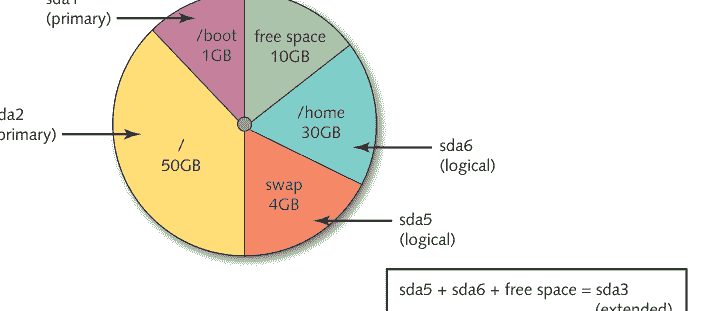 (primary)
/boot
1GB
free space
10GB
/home
30GB
/
50GB
sda6
(logical)
swap
4GB
sda5
(logical)
sda5 + sda6 + free space = sda3
(extended)